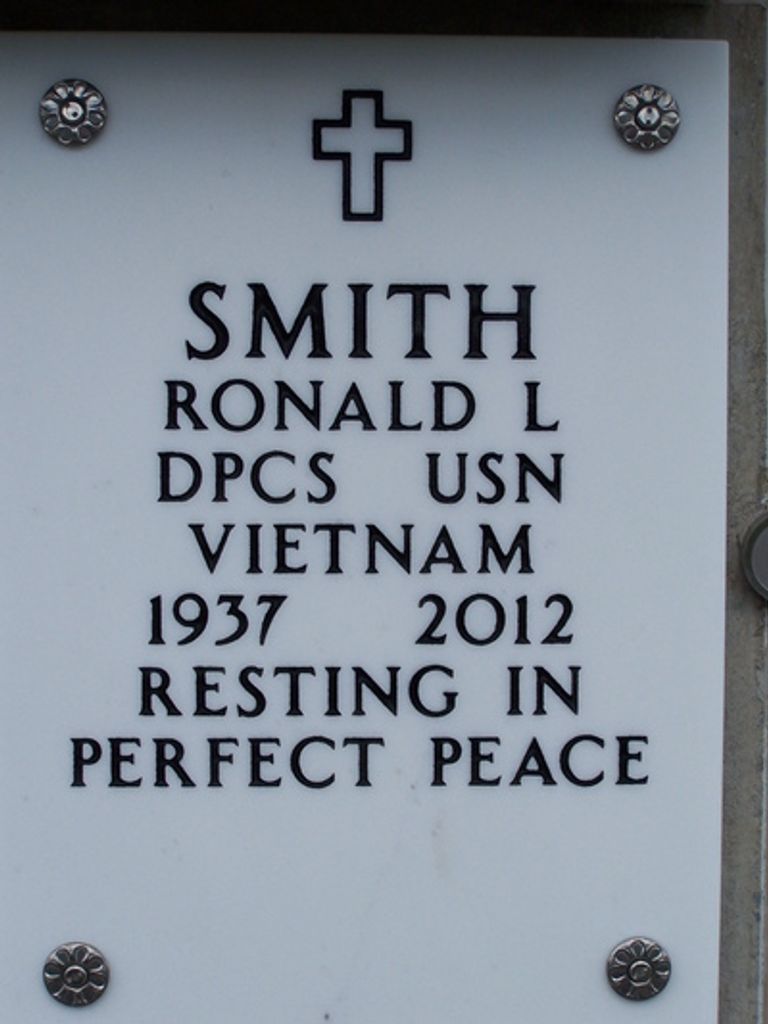 SMITH
RONALD L
DPCS USN
VIETNAM
1937 2012
RESTING IN
PERFECT PEACE